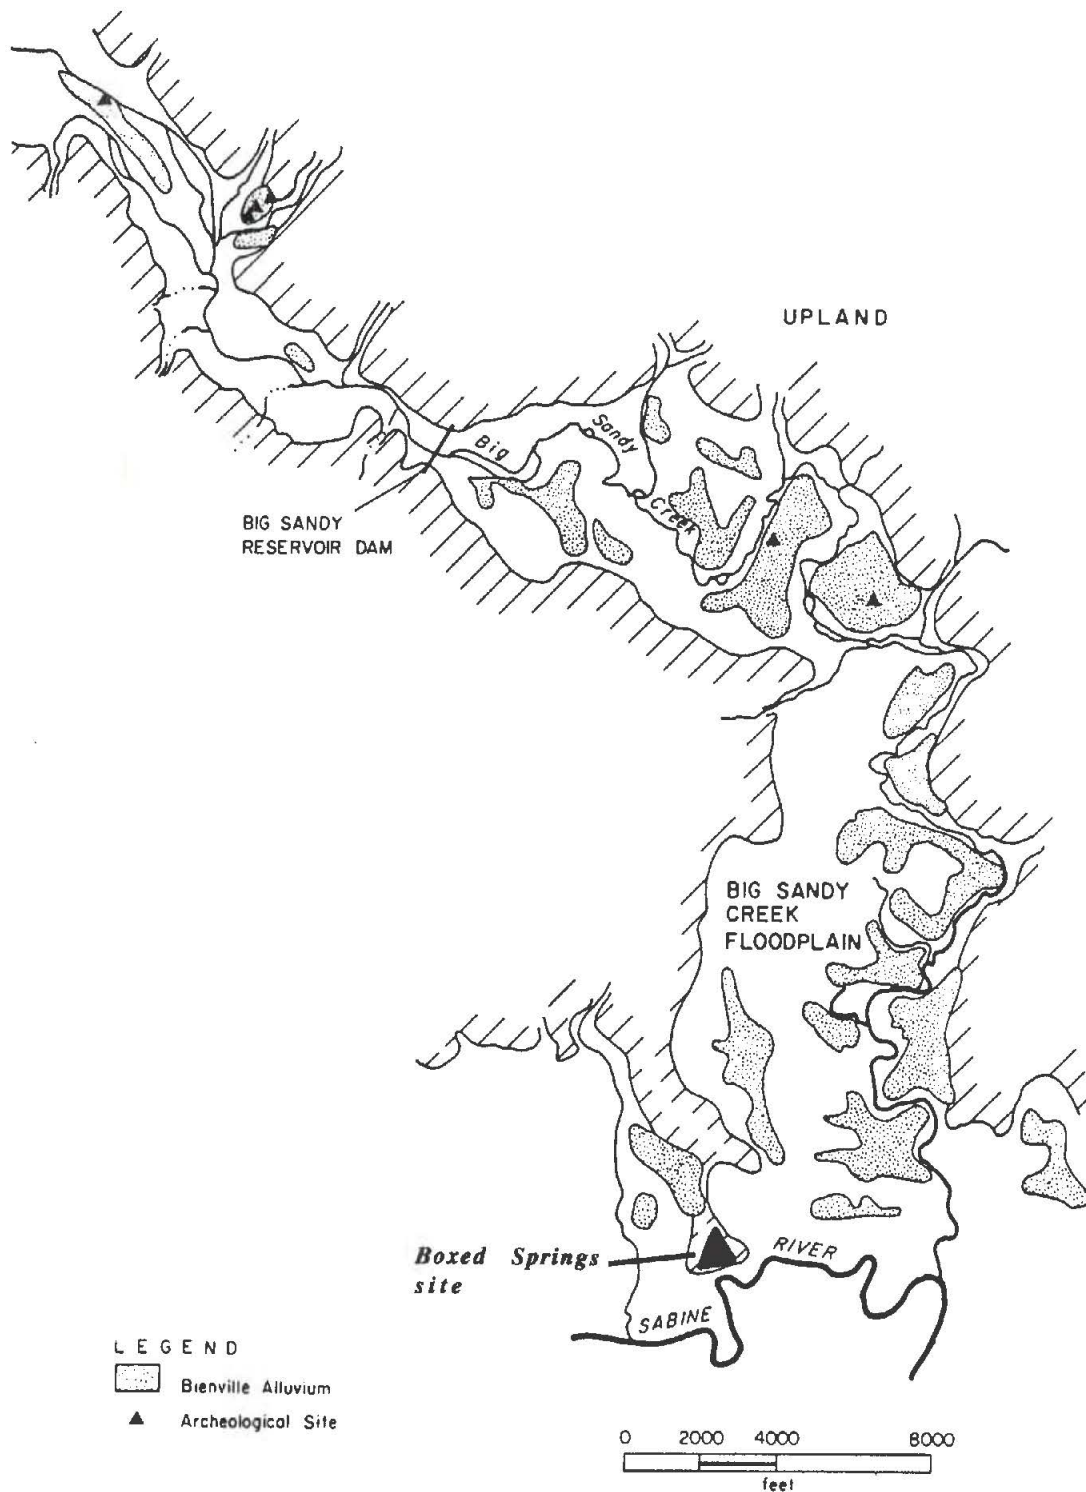 UPLAND
Big Sandy Creek
BIG SANDY
RESERVOIR DAM
BIG SANDY
CREEK
FLOODPLAIN
Boxed Springs
site
SABINE RIVER
LEGEND
Bienville Alluvium
Archeological Site
0 2000 4000 8000
feet